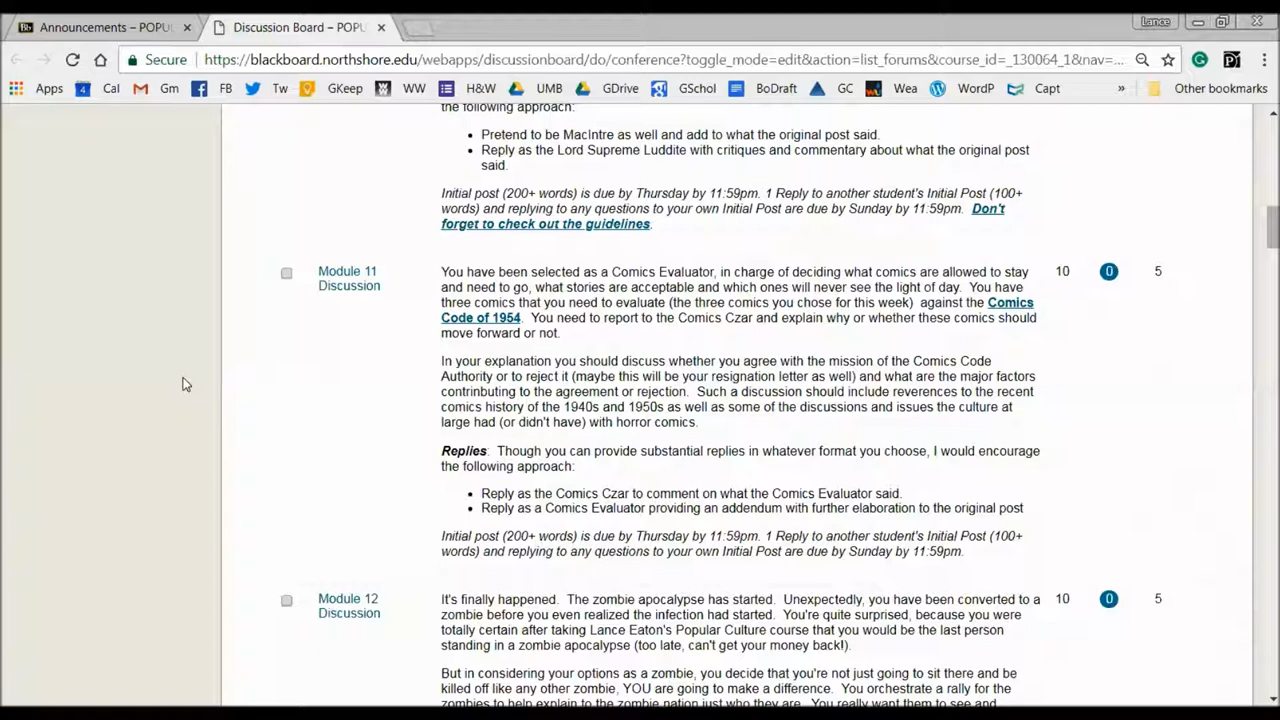 Announcements – POPU
Discussion Board – POPU
Lance
Secure
https://blackboard.northshore.edu/webapps/discussionboard/do/conference?toggle_mode=edit&action=list_forums&course_id=_130064_1&nav=...
Apps Cal Gm FB Tw GKeep WW H&W UMB GDrive GSchol BoDraft GC Wea WordP Capt » Other bookmarks
the following approach:
• Pretend to be MacIntre as well and add to what the original post said.
• Reply as the Lord Supreme Luddite with critiques and commentary about what the original post
said.
Initial post (200+ words) is due by Thursday by 11:59pm. 1 Reply to another student's Initial Post (100+
words) and replying to any questions to your own Initial Post are due by Sunday by 11:59pm. Don't
forget to check out the guidelines.
Module 11
Discussion
You have been selected as a Comics Evaluator, in charge of deciding what comics are allowed to stay
and need to go, what stories are acceptable and which ones will never see the light of day. You have
three comics that you need to evaluate (the three comics you chose for this week) against the Comics
Code of 1954. You need to report to the Comics Czar and explain why or whether these comics should
move forward or not.
10 0 5
In your explanation you should discuss whether you agree with the mission of the Comics Code
Authority or to reject it (maybe this will be your resignation letter as well) and what are the major factors
contrinbuting to the agreement or rejection. Such a discussion should include reverences to the recent
comics history of the 1940s and 1950s as well as some of the discussions and issues the culture at
large had (or didn't have) with horror comics.
Replies: Though you can provide substantial replies in whatever format you choose, I would encourage
the following approach:
• Reply as the Comics Czar to comment on what the Comics Evaluator said.
• Reply as a Comics Evaluator providing an addendum with further elaboration to the original post
Initial post (200+ words) is due by Thursday by 11:59pm. 1 Reply to another student's Initial Post (100+
words) and replying to any questions to your own Initial Post are due by Sunday by 11:59pm.
Module 12
Discussion
It's finally happened. The zombie apocalypse has started. Unexpectedly, you have been converted to a
zombie before you even realized the infection had started. You're quite surprised, because you were
totally certain after taking Lance Eaton's Popular Culture course that you would be the last person
standing in a zombie apocalypse (too late, can't get your money back!).
10 0 5
But in considering your options as a zombie, you decide that you're not just going to sit there and be
killed off like any other zombie, YOU are going to make a difference. You orchestrate a rally for the
zombies to help explain to the zombie nation just who they are. You really want them to see and